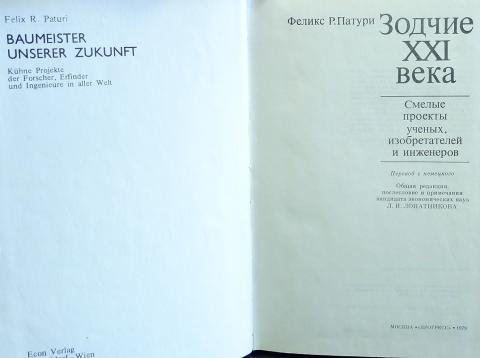 Felix R. Paturi
BAUMEISTER
UNSERER ZUKUNFT
Kühne Projekte
der Forscher, Erfinder
und Ingenieure in aller Welt
Econ Verlag
Wien
Феликс Р.Патури
Зодчие
XXI
века
Смелые
проекты
ученых,
изобретателей
и инженеров
Перевод с немецкого
Общая редакция,
послесловие и примечания
кандидата экономических наук
Л. И. ЛОПАТНИКОВА
МОСКВА «ПРОГРЕСС» 1979